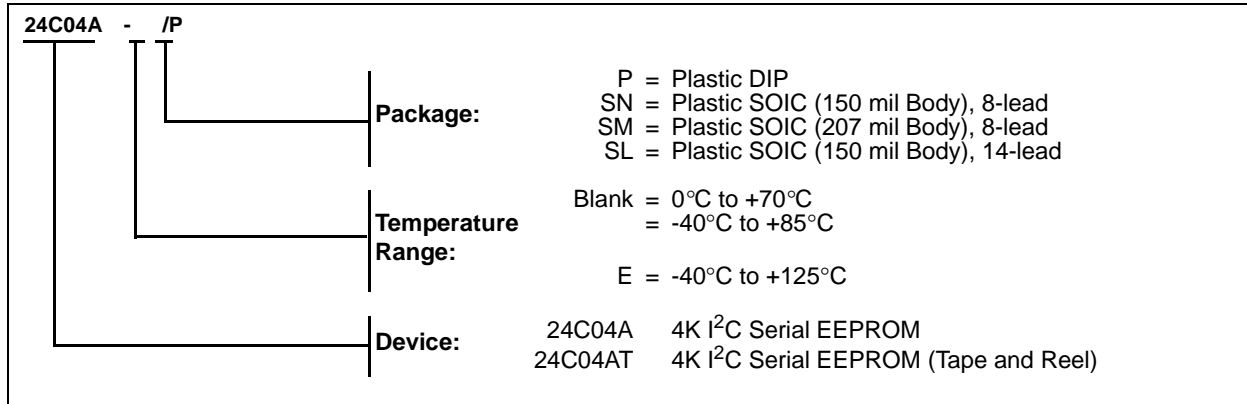 24C04A - /P
Package:
P = Plastic DIP
SN = Plastic SOIC (150 mil Body), 8-lead
SM = Plastic SOIC (207 mil Body), 8-lead
SL = Plastic SOIC (150 mil Body), 14-lead
Temperature
Range:
Blank = 0°C to +70°C
= -40°C to +85°C
E = -40°C to +125°C
Device:
24C04A 4K I²C Serial EEPROM
24C04AT 4K I²C Serial EEPROM (Tape and Reel)